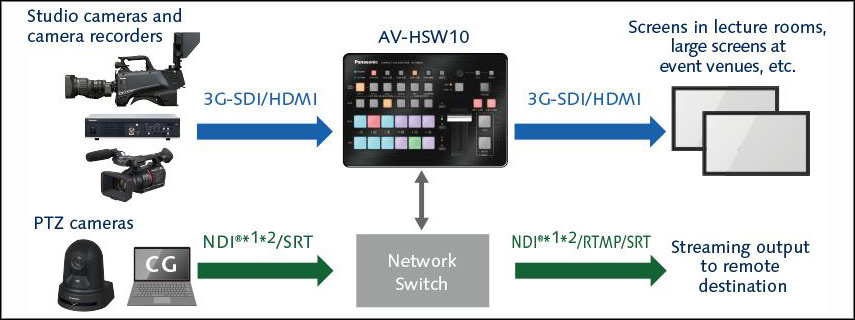 Studio cameras and
camera recorders
AV-HSW10
Screens in lecture rooms,
large screens at
event venues, etc.
Panasonic
3G-SDI/HDMI
3G-SDI/HDMI
PTZ cameras
CG
NDI®*1*2/SRT
Network
Switch
NDI®*1*2/RTMP/SRT
Streaming output
to remote
destination